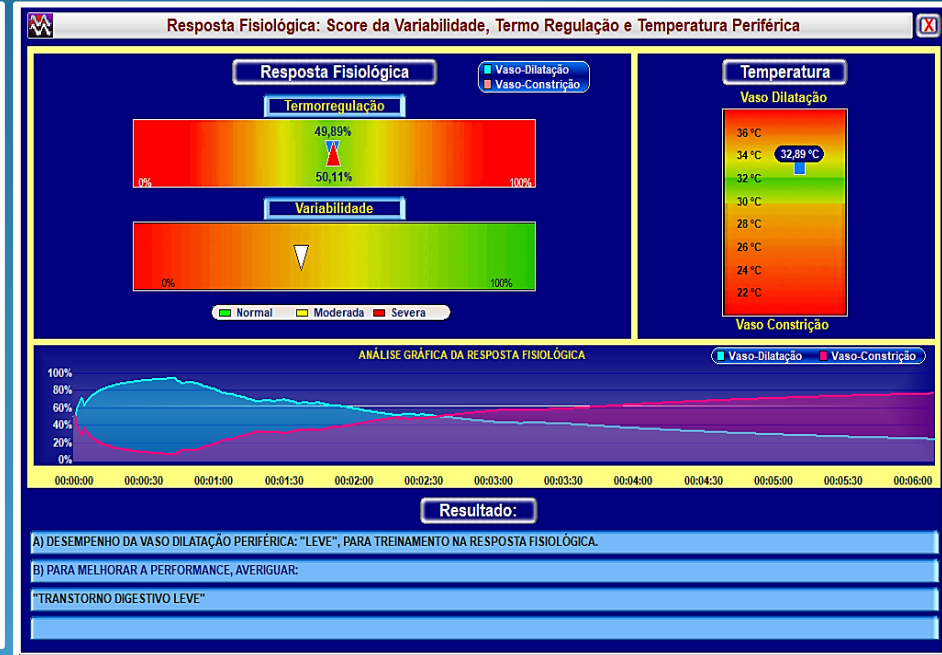 Resposta Fisiológica: Score da Variabilidade, Termo Regulação e Temperatura Periférica
X
Resposta Fisiológica
Vaso-Dilatação
Vaso-Constrição
Termorregulação
49,89%
50,11%
0%
100%
Variabilidade
0%
100%
Normal
Moderada
Severa
Temperatura
Vaso Dilatação
36 °C
34 °C
32,89 °C
32 °C
30 °C
28 °C
26 °C
24 °C
22 °C
Vaso Constrição
ANÁLISE GRÁFICA DA RESPOSTA FISIOLÓGICA
Vaso-Dilatação
Vaso-Constrição
100%
80%
60%
40%
20%
0%
00:00:00 00:00:30 00:01:00 00:01:30 00:02:00 00:02:30 00:03:00 00:03:30 00:04:00 00:04:30 00:05:00 00:05:30 00:06:00
Resultado:
A) DESEMPENHO DA VASO DILATAÇÃO PERIFÉRICA: "LEVE", PARA TREINAMENTO NA RESPOSTA FISIOLÓGICA.
B) PARA MELHORAR A PERFORMANCE, AVERIGUAR:
"TRANSTORNO DIGESTIVO LEVE"